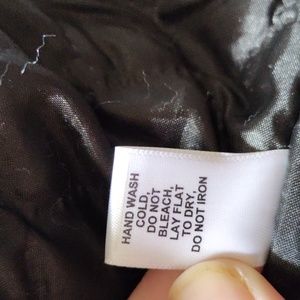 HAND WASH
COLD,
DO NOT
BLEACH,
LAY FLAT
TO DRY,
DO NOT IRON